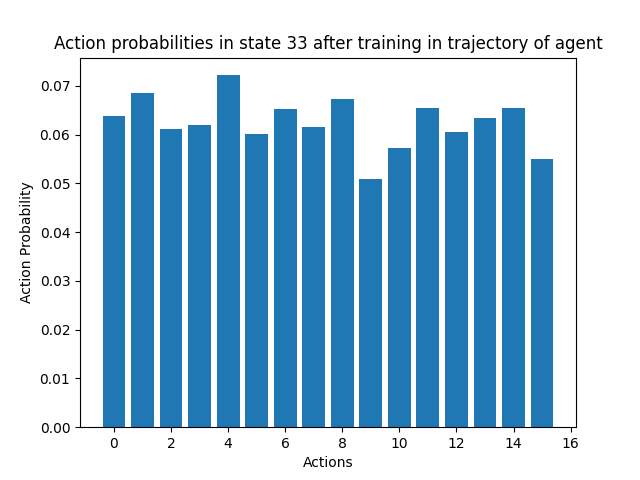 Action probabilities in state 33 after training in trajectory of agent
0.07
0.06
0.05
0.04
0.03
0.02
0.01
0.00
Action Probability
0 2 4 6 8 10 12 14 16
Actions